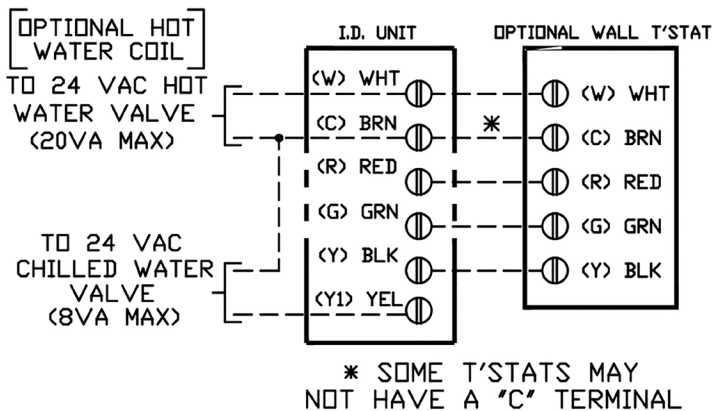 OPTIONAL HOT
WATER COIL
TO 24 VAC HOT
WATER VALVE
(20VA MAX)
TO 24 VAC
CHILLED WATER
VALVE
(8VA MAX)
I.D. UNIT
(W) WHT
(C) BRN
(R) RED
(G) GRN
(Y) BLK
(Y1) YEL
*
OPTIONAL WALL T'STAT
(W) WHT
(C) BRN
(R) RED
(G) GRN
(Y) BLK
* SOME T'STATS MAY
NOT HAVE A "C" TERMINAL